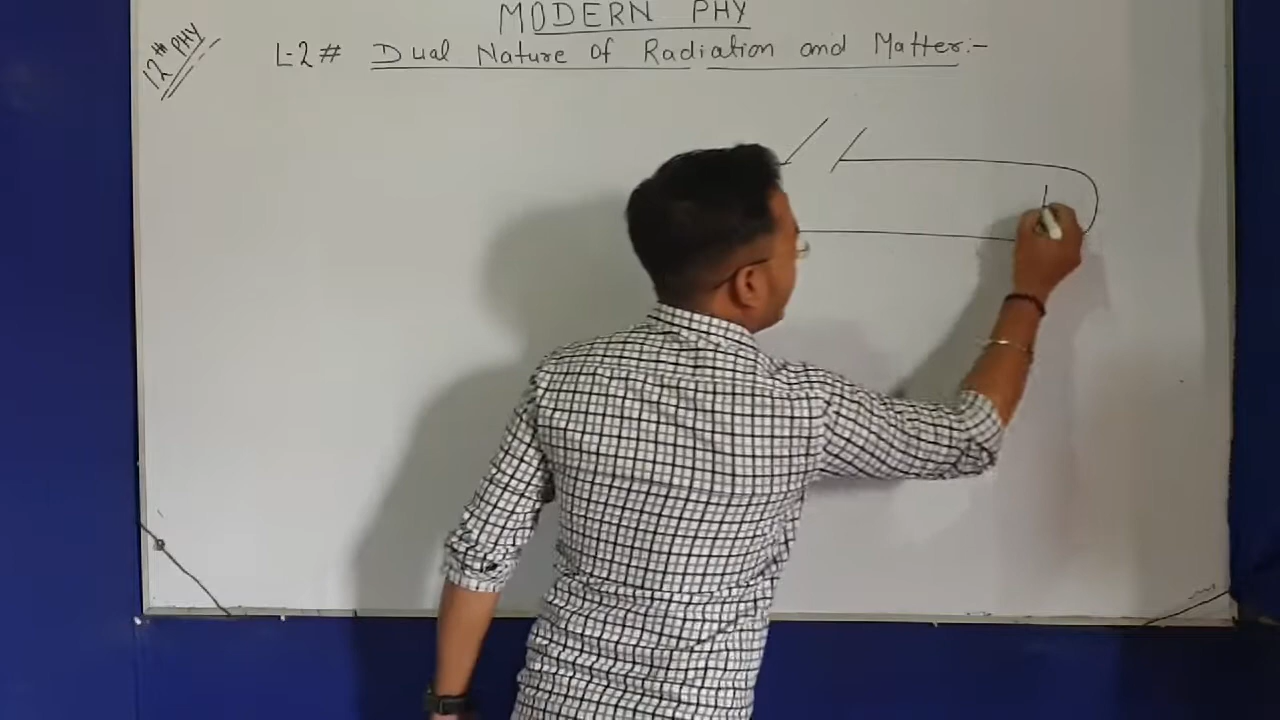 MODERN PHY
12th PHY
L-2# Dual Nature of Radiation and Matter:-